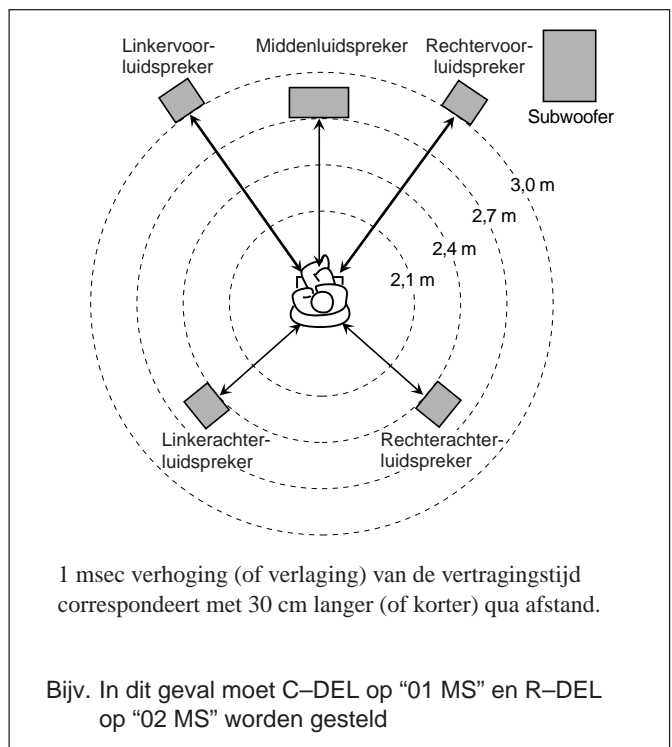 Linkervoor-
luidspreker
Middenluidspreker
Rechtervoor-
luidspreker
Subwoofer
3,0 m
2,7 m
2,4 m
2,1 m
Linkerachter-
luidspreker
Rechterachter-
luidspreker
1 msec verhoging (of verlaging) van de vertragingstijd
correspondeert met 30 cm langer (of korter) qua afstand.
Bijv. In dit geval moet C–DEL op “01 MS” en R–DEL
op “02 MS” worden gesteld